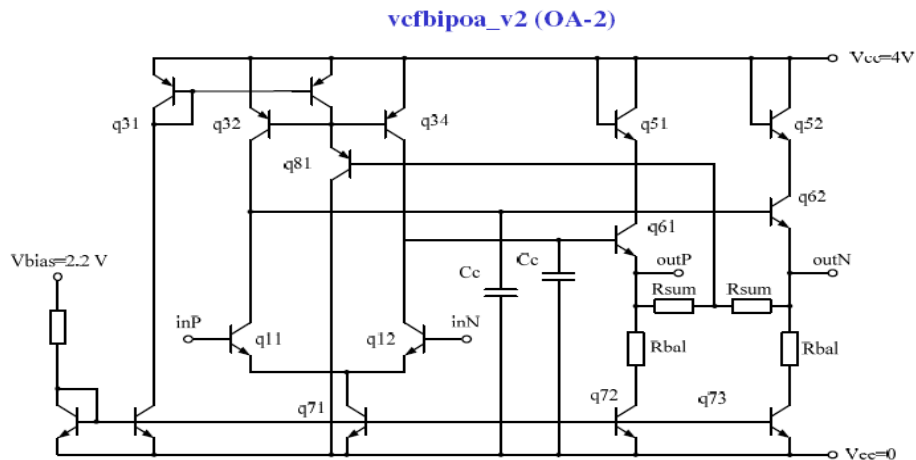 vcfbipoa_v2 (OA-2)
Vcc=4V
q31
q32
q34
q51
q52
q81
q62
q61
Vbias=2.2 V
Cc
Cc
outP
outN
Rsum
Rsum
inP
q11
q12
inN
Rbal
Rbal
q71
q72
q73
Vee=0